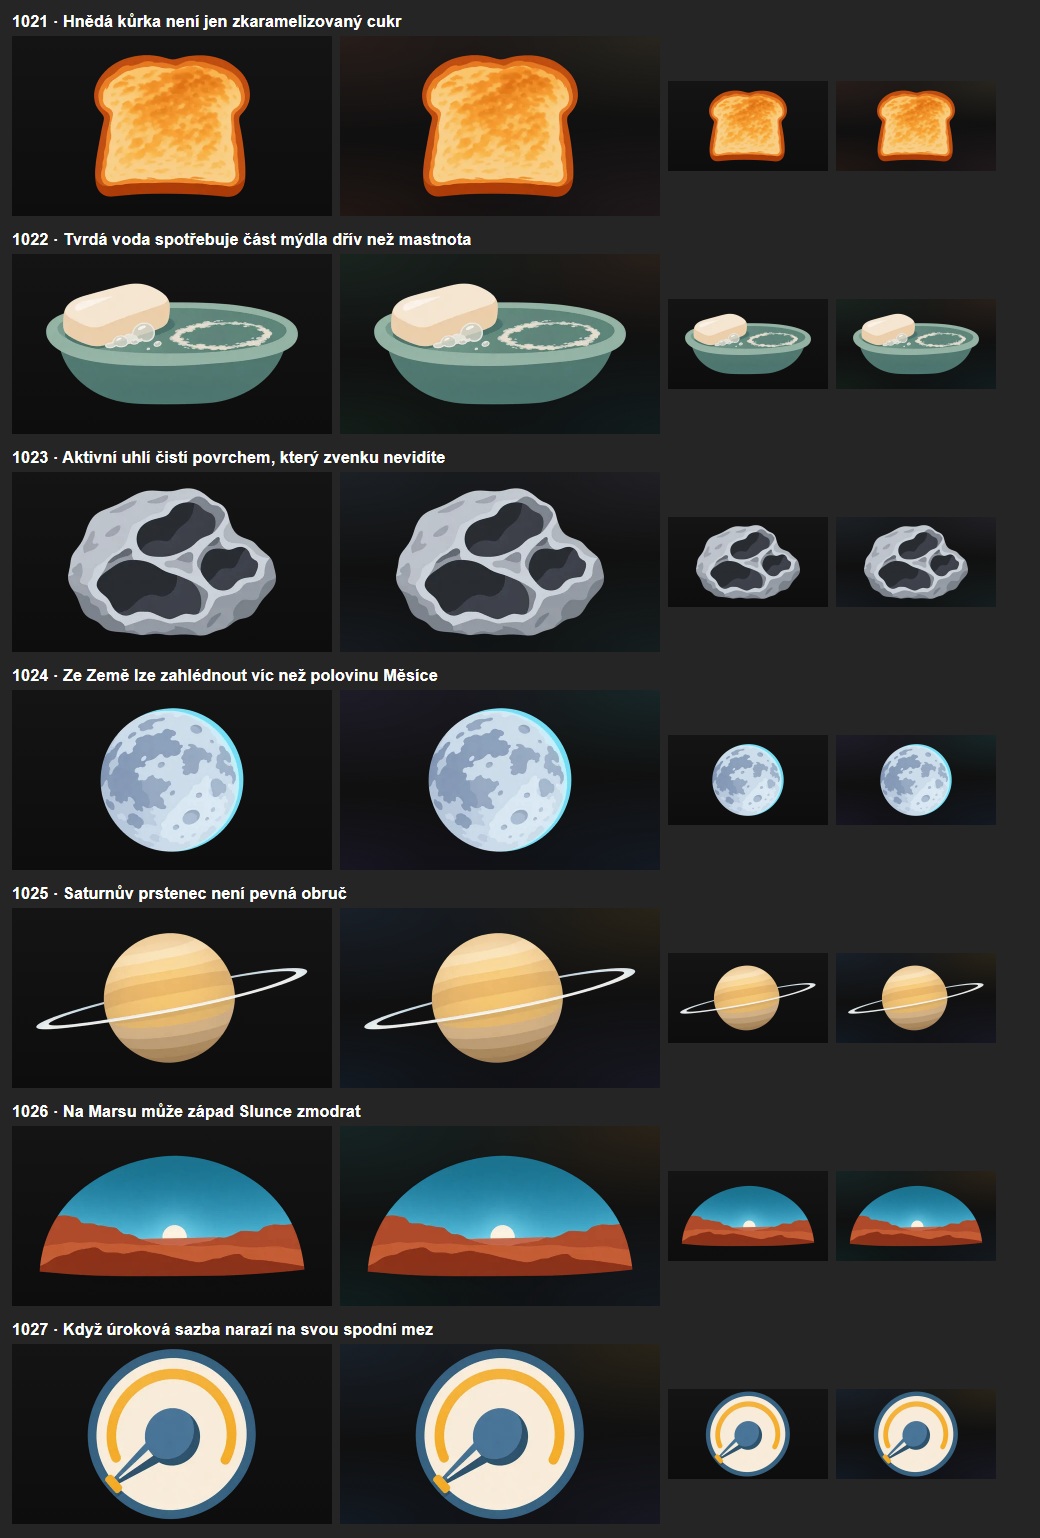 1021 · Hnědá kůrka není jen zkaramelizovaný cukr
1022 · Tvrdá voda spotřebuje část mýdla dřív než mastnota
1023 · Aktivní uhlí čistí povrchem, který zvenku nevidíte
1024 · Ze Země lze zahlédnout víc než polovinu Měsíce
1025 · Saturnův prstenec není pevná obruč
1026 · Na Marsu může západ Slunce zmodrat
1027 · Když úroková sazba narazí na svou spodní mez